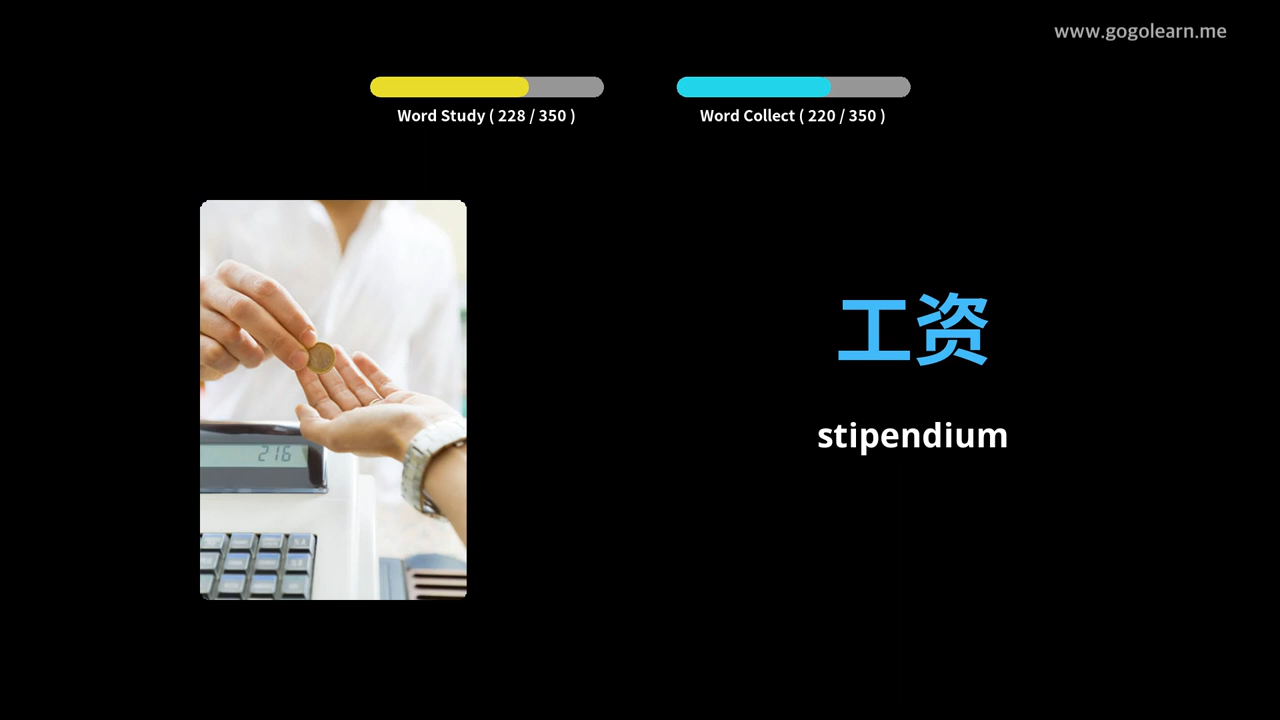 www.gogolearn.me
Word Study ( 228 / 350 )
Word Collect ( 220 / 350 )
工资
stipendium
216